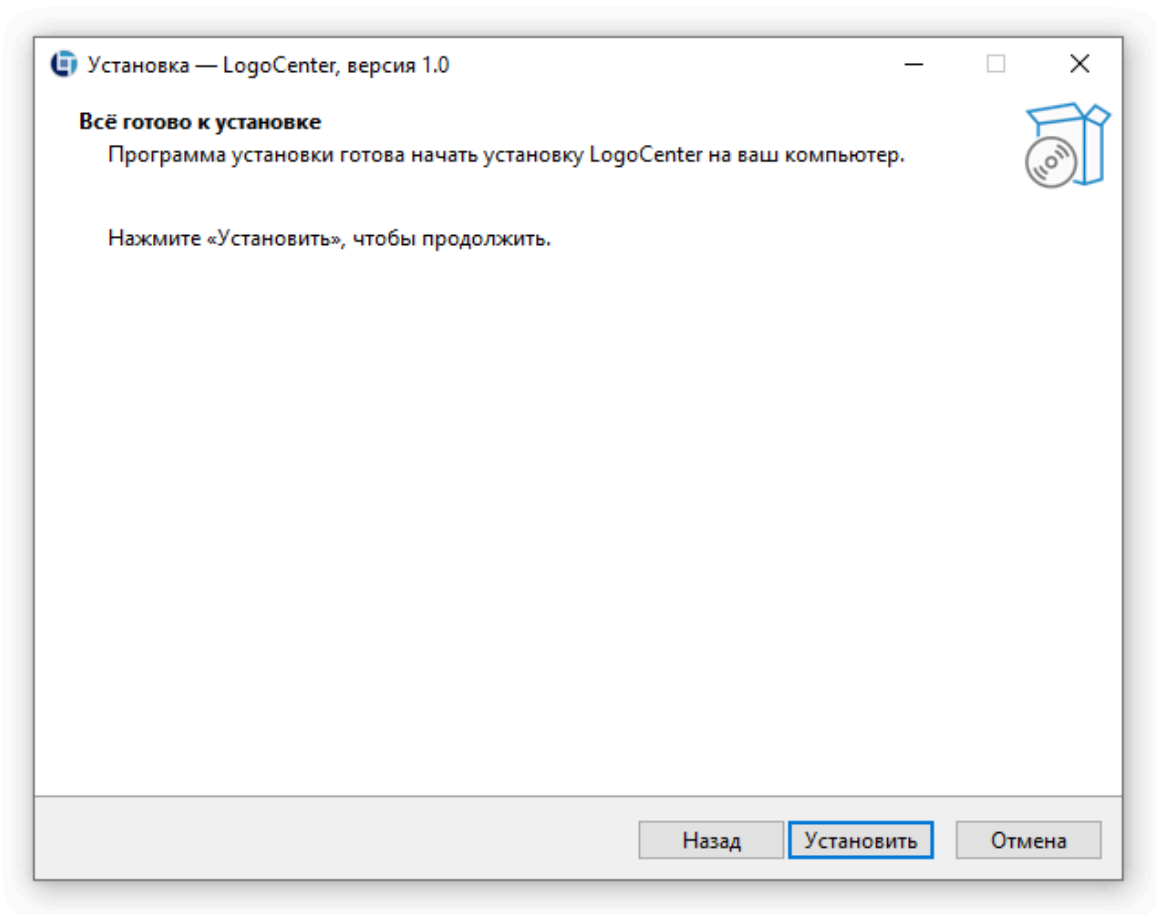 Установка — LogoCenter, версия 1.0
Всё готово к установке
Программа установки готова начать установку LogoCenter на ваш компьютер.
Нажмите «Установить», чтобы продолжить.
Назад
Установить
Отмена